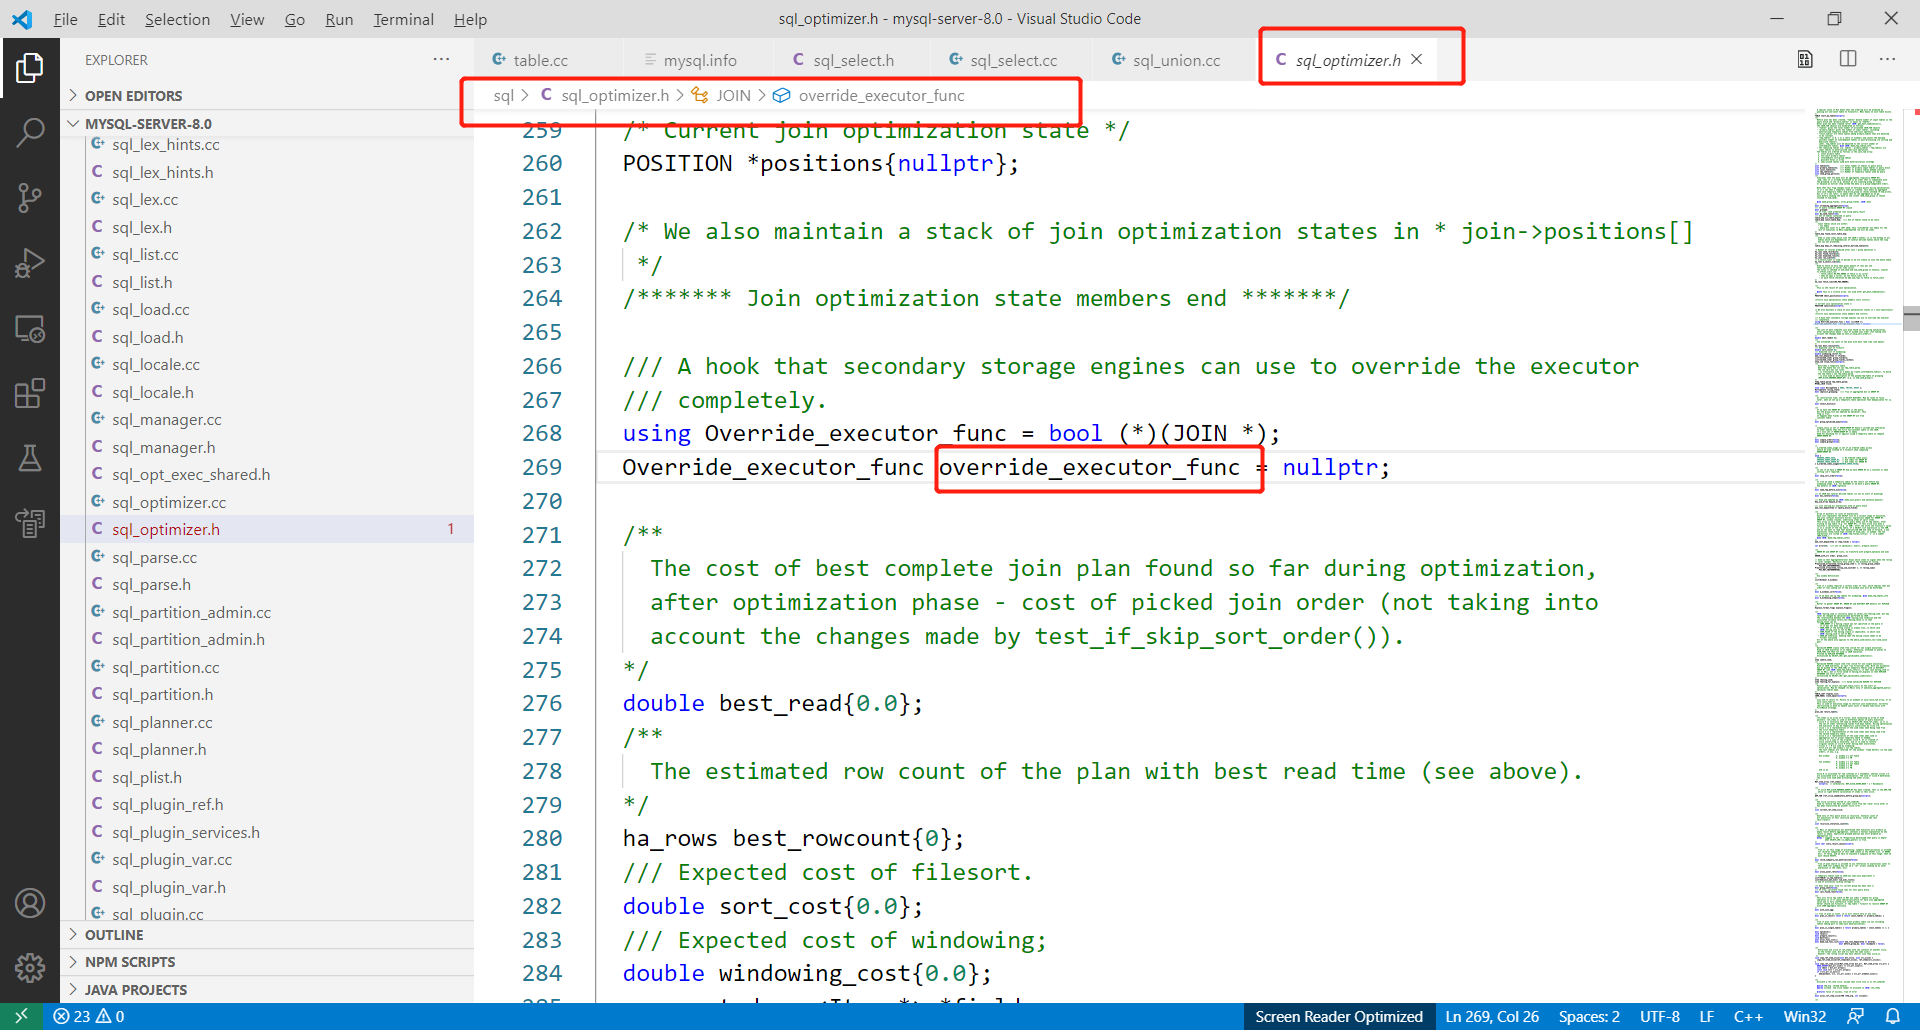 File Edit Selection View Go Run Terminal Help
sql_optimizer.h - mysql-server-8.0 - Visual Studio Code
EXPLORER
OPEN EDITORS
MYSQL-SERVER-8.0
sql_lex_hints.cc
sql_lex_hints.h
sql_lex.cc
sql_lex.h
sql_list.cc
sql_list.h
sql_load.cc
sql_load.h
sql_locale.cc
sql_locale.h
sql_manager.cc
sql_manager.h
sql_opt_exec_shared.h
sql_optimizer.cc
sql_optimizer.h 1
sql_parse.cc
sql_parse.h
sql_partition_admin.cc
sql_partition_admin.h
sql_partition.cc
sql_partition.h
sql_planner.cc
sql_planner.h
sql_plist.h
sql_plugin_ref.h
sql_plugin_services.h
sql_plugin_var.cc
sql_plugin_var.h
sql_plugin.cc
OUTLINE
NPM SCRIPTS
JAVA PROJECTS
table.cc
mysql.info
sql_select.h
sql_select.cc
sql_union.cc
sql_optimizer.h
sql > sql_optimizer.h > JOIN > override_executor_func
259 /* Current join optimization state */
260 POSITION *positions{nullptr};
261
262 /* We also maintain a stack of join optimization states in * join->positions[]
263 */
264 /******* Join optimization state members end *******/
265
266 /// A hook that secondary storage engines can use to override the executor
267 /// completely.
268 using Override_executor_func = bool (*)(JOIN *);
269 Override_executor_func override_executor_func = nullptr;
270
271 /**
272 The cost of best complete join plan found so far during optimization,
273 after optimization phase - cost of picked join order (not taking into
274 account the changes made by test_if_skip_sort_order()).
275 */
276 double best_read{0.0};
277 /**
278 The estimated row count of the plan with best read time (see above).
279 */
280 ha_rows best_rowcount{0};
281 /// Expected cost of filesort.
282 double sort_cost{0.0};
283 /// Expected cost of windowing;
284 double windowing_cost{0.0};
23 0
Screen Reader Optimized
Ln 269, Col 26
Spaces: 2
UTF-8
LF
C++
Win32